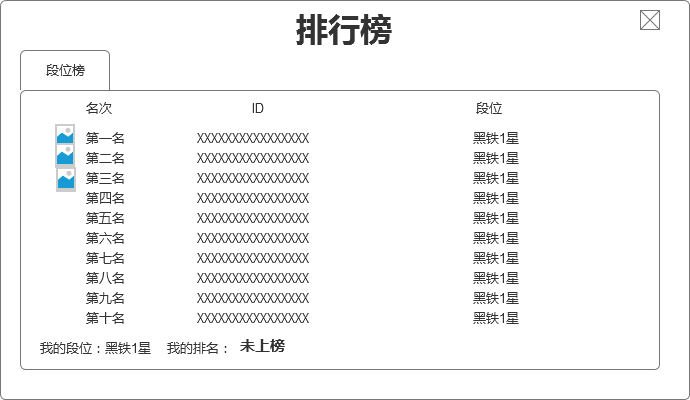 排行榜
段位榜
名次 ID 段位
第一名 XXXXXXXXXXXXXXXX 黑铁1星
第二名 XXXXXXXXXXXXXXXX 黑铁1星
第三名 XXXXXXXXXXXXXXXX 黑铁1星
第四名 XXXXXXXXXXXXXXXX 黑铁1星
第五名 XXXXXXXXXXXXXXXX 黑铁1星
第六名 XXXXXXXXXXXXXXXX 黑铁1星
第七名 XXXXXXXXXXXXXXXX 黑铁1星
第八名 XXXXXXXXXXXXXXXX 黑铁1星
第九名 XXXXXXXXXXXXXXXX 黑铁1星
第十名 XXXXXXXXXXXXXXXX 黑铁1星
我的段位：黑铁1星 我的排名： 未上榜